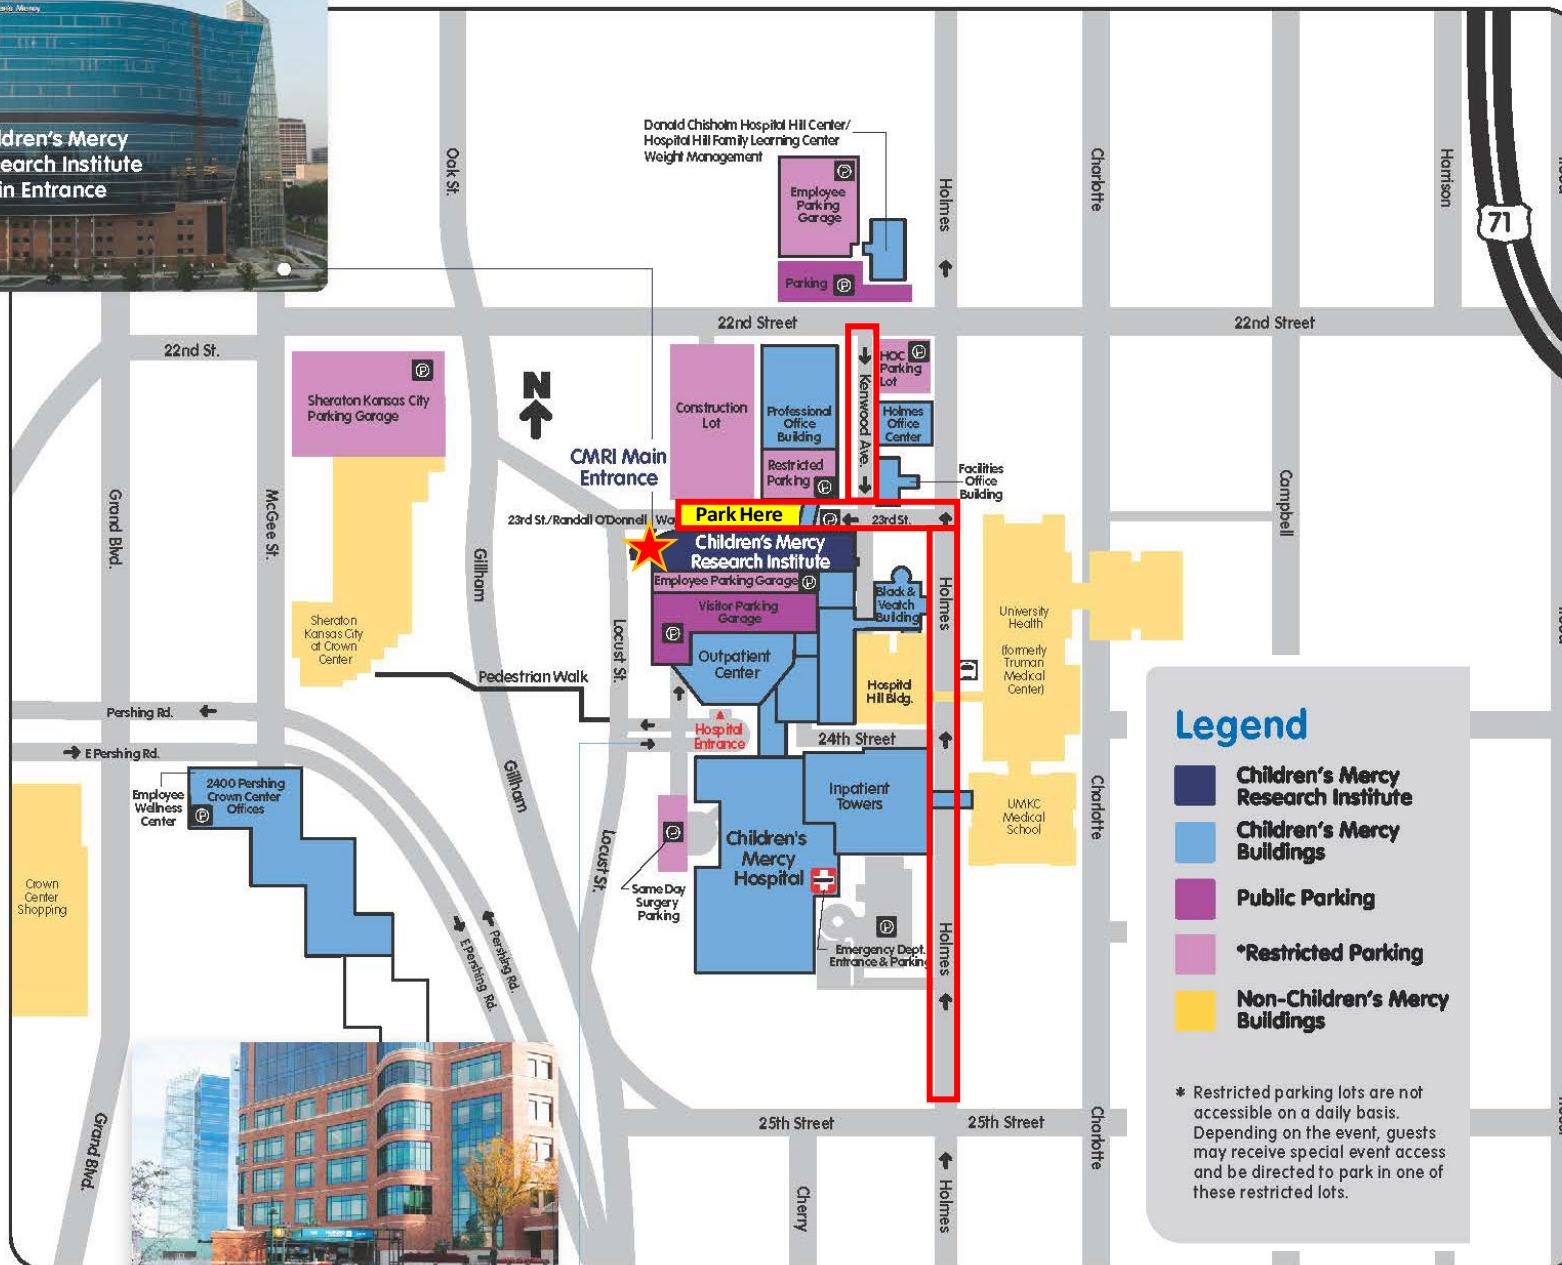 ldren's Mercy
earch Institute
in Entrance
Donald Chisholm Hospital Hill Center/
Hospital Hill Family Learning Center
Weight Management
Employee
Parking
Garage
Parking
Oak St.
Holmes
Charlotte
Harrison
71
22nd Street
22nd Street
22nd St.
Sheraton Kansas City
Parking Garage
N
Construction
Lot
Professional
Office
Building
Restricted
Parking
Kenwood Ave.
HOC
Parking
Lot
Holmes
Office
Center
Facilities
Office
Building
CMRI Main
Entrance
23rd St./Randall O'Donnell Wa
Park Here
23rd St.
Children's Mercy
Research Institute
Employee Parking Garage
Visitor Parking
Garage
Black &
Veatch
Building
Holmes
University
Health
(formerly
Truman
Medical
Center)
Campbell
Grand Blvd.
McGee St.
Gillham
Locust St.
Sheraton
Kansas City
at Crown
Center
Pedestrian Walk
Outpatient
Center
Hospital
Hill Bldg.
Hospital
Entrance
24th Street
Pershing Rd.
E Pershing Rd.
Employee
Wellness
Center
2400 Pershing
Crown Center
Offices
Gillham
Locust St.
Inpatient
Towers
UMKC
Medical
School
Charlotte
Children's
Mercy
Hospital
Same Day
Surgery
Parking
Emergency Dept.
Entrance & Parking
Holmes
Crown
Center
Shopping
Pershing Rd.
E Pershing Rd.
25th Street
25th Street
Grand Blvd.
Cherry
Holmes
Charlotte
Legend
Children's Mercy
Research Institute
Children's Mercy
Buildings
Public Parking
*Restricted Parking
Non-Children's Mercy
Buildings
* Restricted parking lots are not
accessible on a daily basis.
Depending on the event, guests
may receive special event access
and be directed to park in one of
these restricted lots.